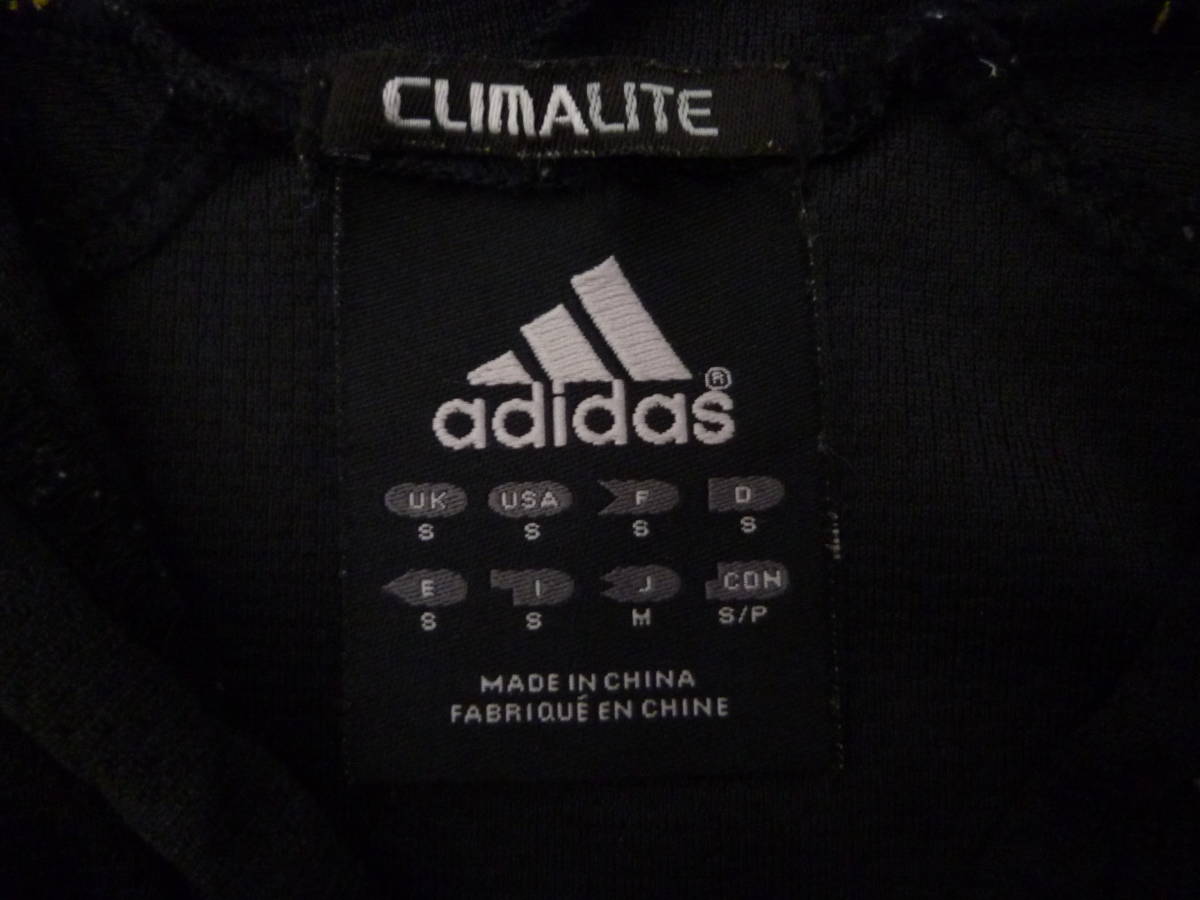 CLIMALITE
adidas®
UK USA F D
S S S S
E I J CDN
S S M S/P
MADE IN CHINA
FABRIQUÉ EN CHINE